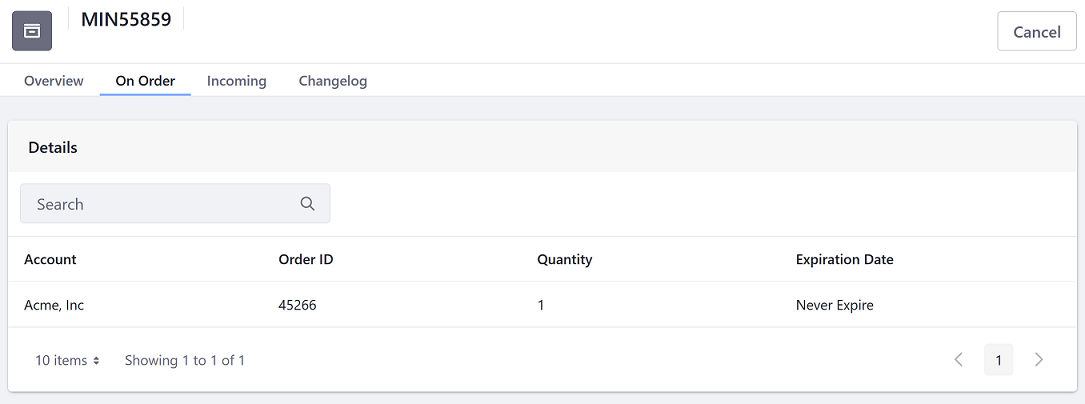 MIN55859
Cancel
Overview On Order Incoming Changelog
Details
Search
Account Order ID Quantity Expiration Date
Acme, Inc 45266 1 Never Expire
10 items Showing 1 to 1 of 1 1